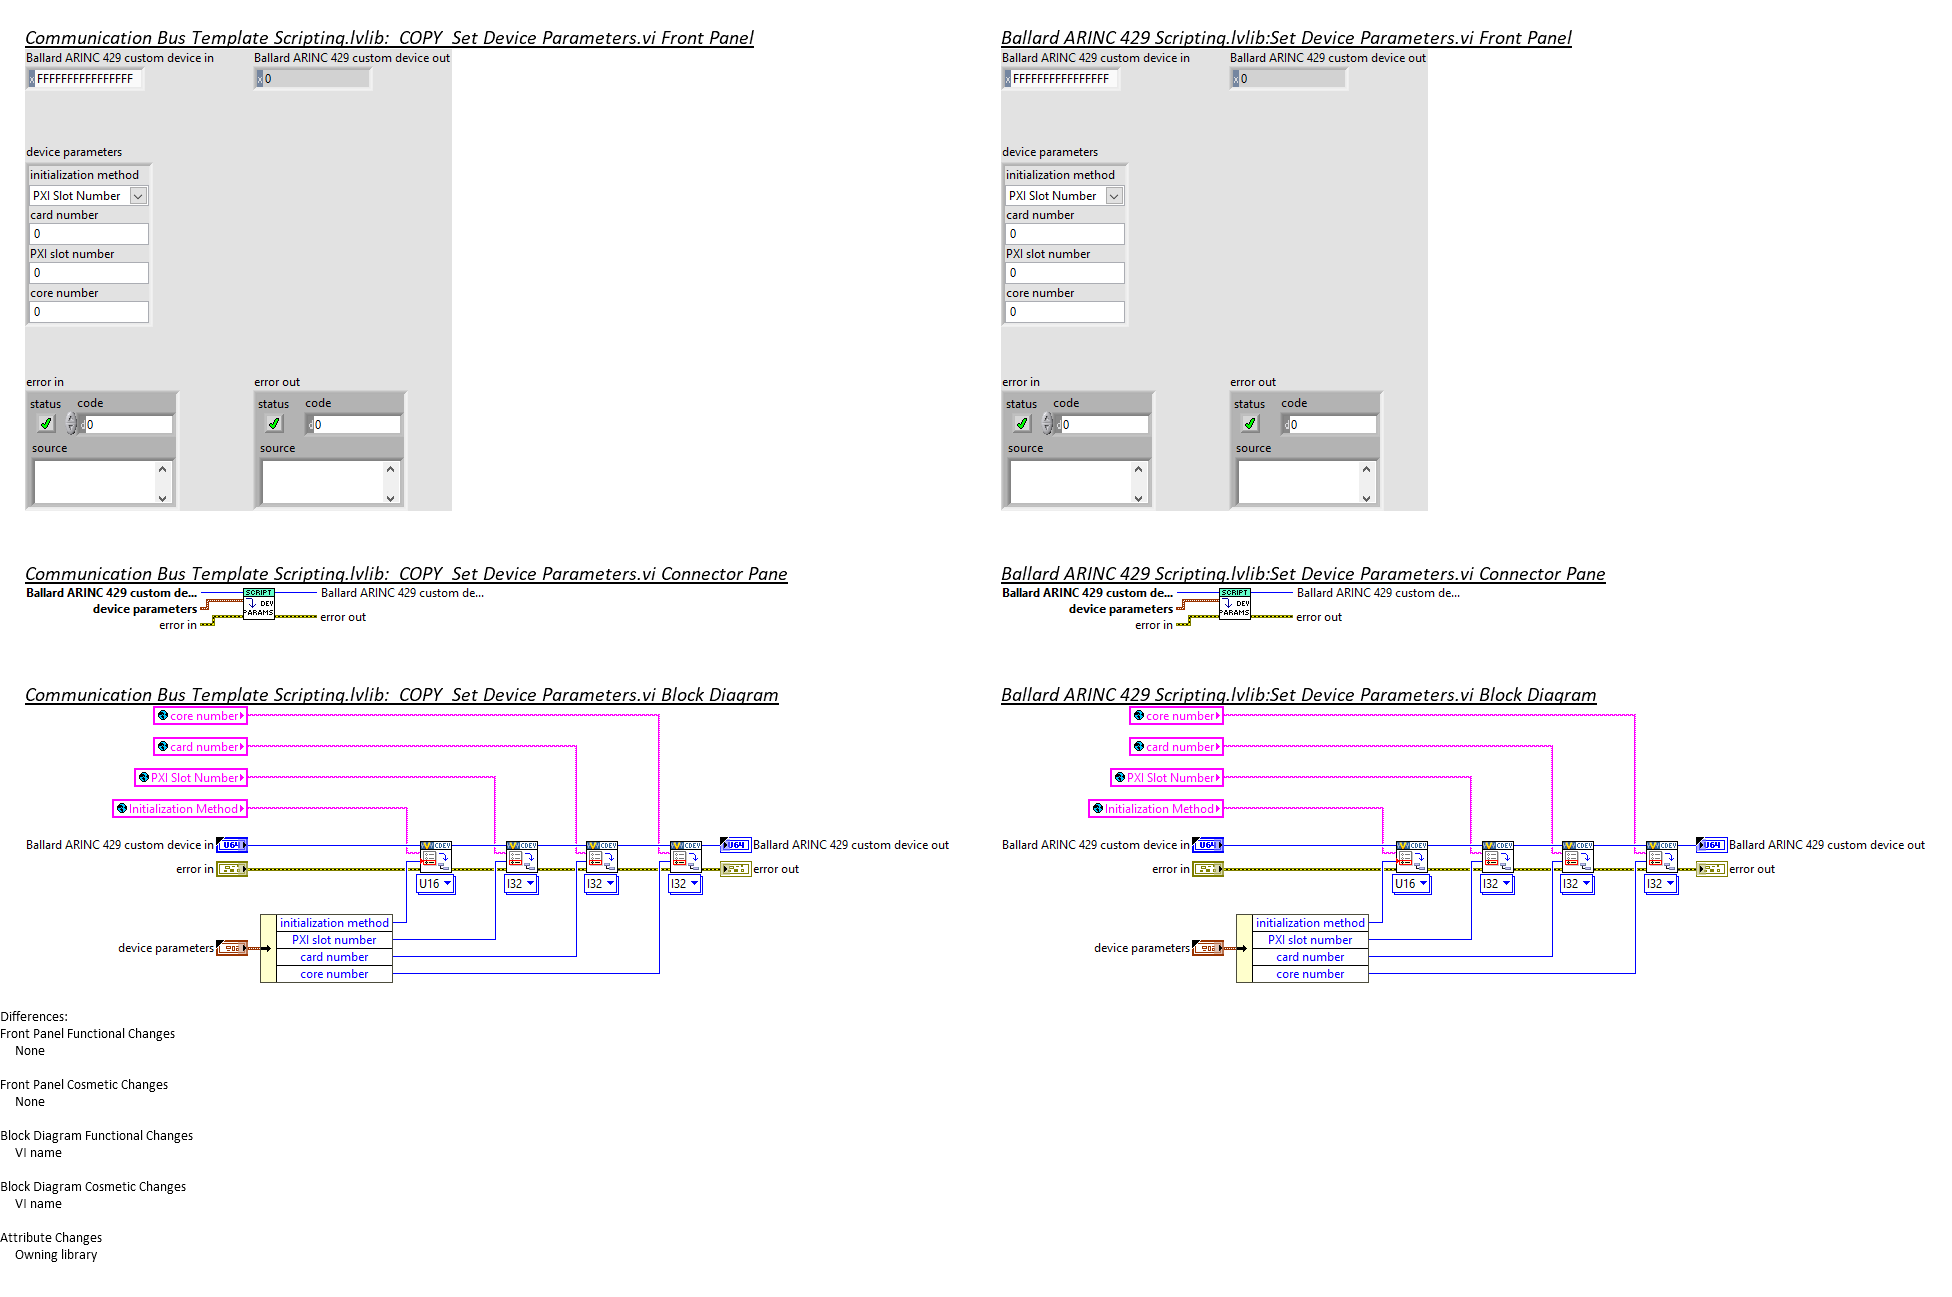 Communication Bus Template Scripting.lvlib:_COPY_Set Device Parameters.vi Front Panel
Ballard ARINC 429 custom device in
Ballard ARINC 429 custom device out
x FFFFFFFFFFFFFFFF
x 0
device parameters
initialization method
PXI Slot Number
card number
0
PXI slot number
0
core number
0
error in
error out
status code
status code
d 0
d 0
source
source
Communication Bus Template Scripting.lvlib:_COPY_Set Device Parameters.vi Connector Pane
Ballard ARINC 429 custom de...
device parameters
error in
SCRIPT
DEV
PARAMS
Ballard ARINC 429 custom de...
error out
Communication Bus Template Scripting.lvlib:_COPY_Set Device Parameters.vi Block Diagram
core number
card number
PXI Slot Number
Initialization Method
Ballard ARINC 429 custom device in U64
CDEV CDEV CDEV CDEV
U64 Ballard ARINC 429 custom device out
error in
error out
U16 I32 I32 I32
device parameters
initialization method
PXI slot number
card number
core number
Differences:
Front Panel Functional Changes
None
Front Panel Cosmetic Changes
None
Block Diagram Functional Changes
VI name
Block Diagram Cosmetic Changes
VI name
Attribute Changes
Owning library
Ballard ARINC 429 Scripting.lvlib:Set Device Parameters.vi Front Panel
Ballard ARINC 429 custom device in
Ballard ARINC 429 custom device out
x FFFFFFFFFFFFFFFF
x 0
device parameters
initialization method
PXI Slot Number
card number
0
PXI slot number
0
core number
0
error in
error out
status code
status code
d 0
d 0
source
source
Ballard ARINC 429 Scripting.lvlib:Set Device Parameters.vi Connector Pane
Ballard ARINC 429 custom de...
device parameters
error in
SCRIPT
DEV
PARAMS
Ballard ARINC 429 custom de...
error out
Ballard ARINC 429 Scripting.lvlib:Set Device Parameters.vi Block Diagram
core number
card number
PXI Slot Number
Initialization Method
Ballard ARINC 429 custom device in U64
CDEV CDEV CDEV CDEV
U64 Ballard ARINC 429 custom device out
error in
error out
U16 I32 I32 I32
device parameters
initialization method
PXI slot number
card number
core number